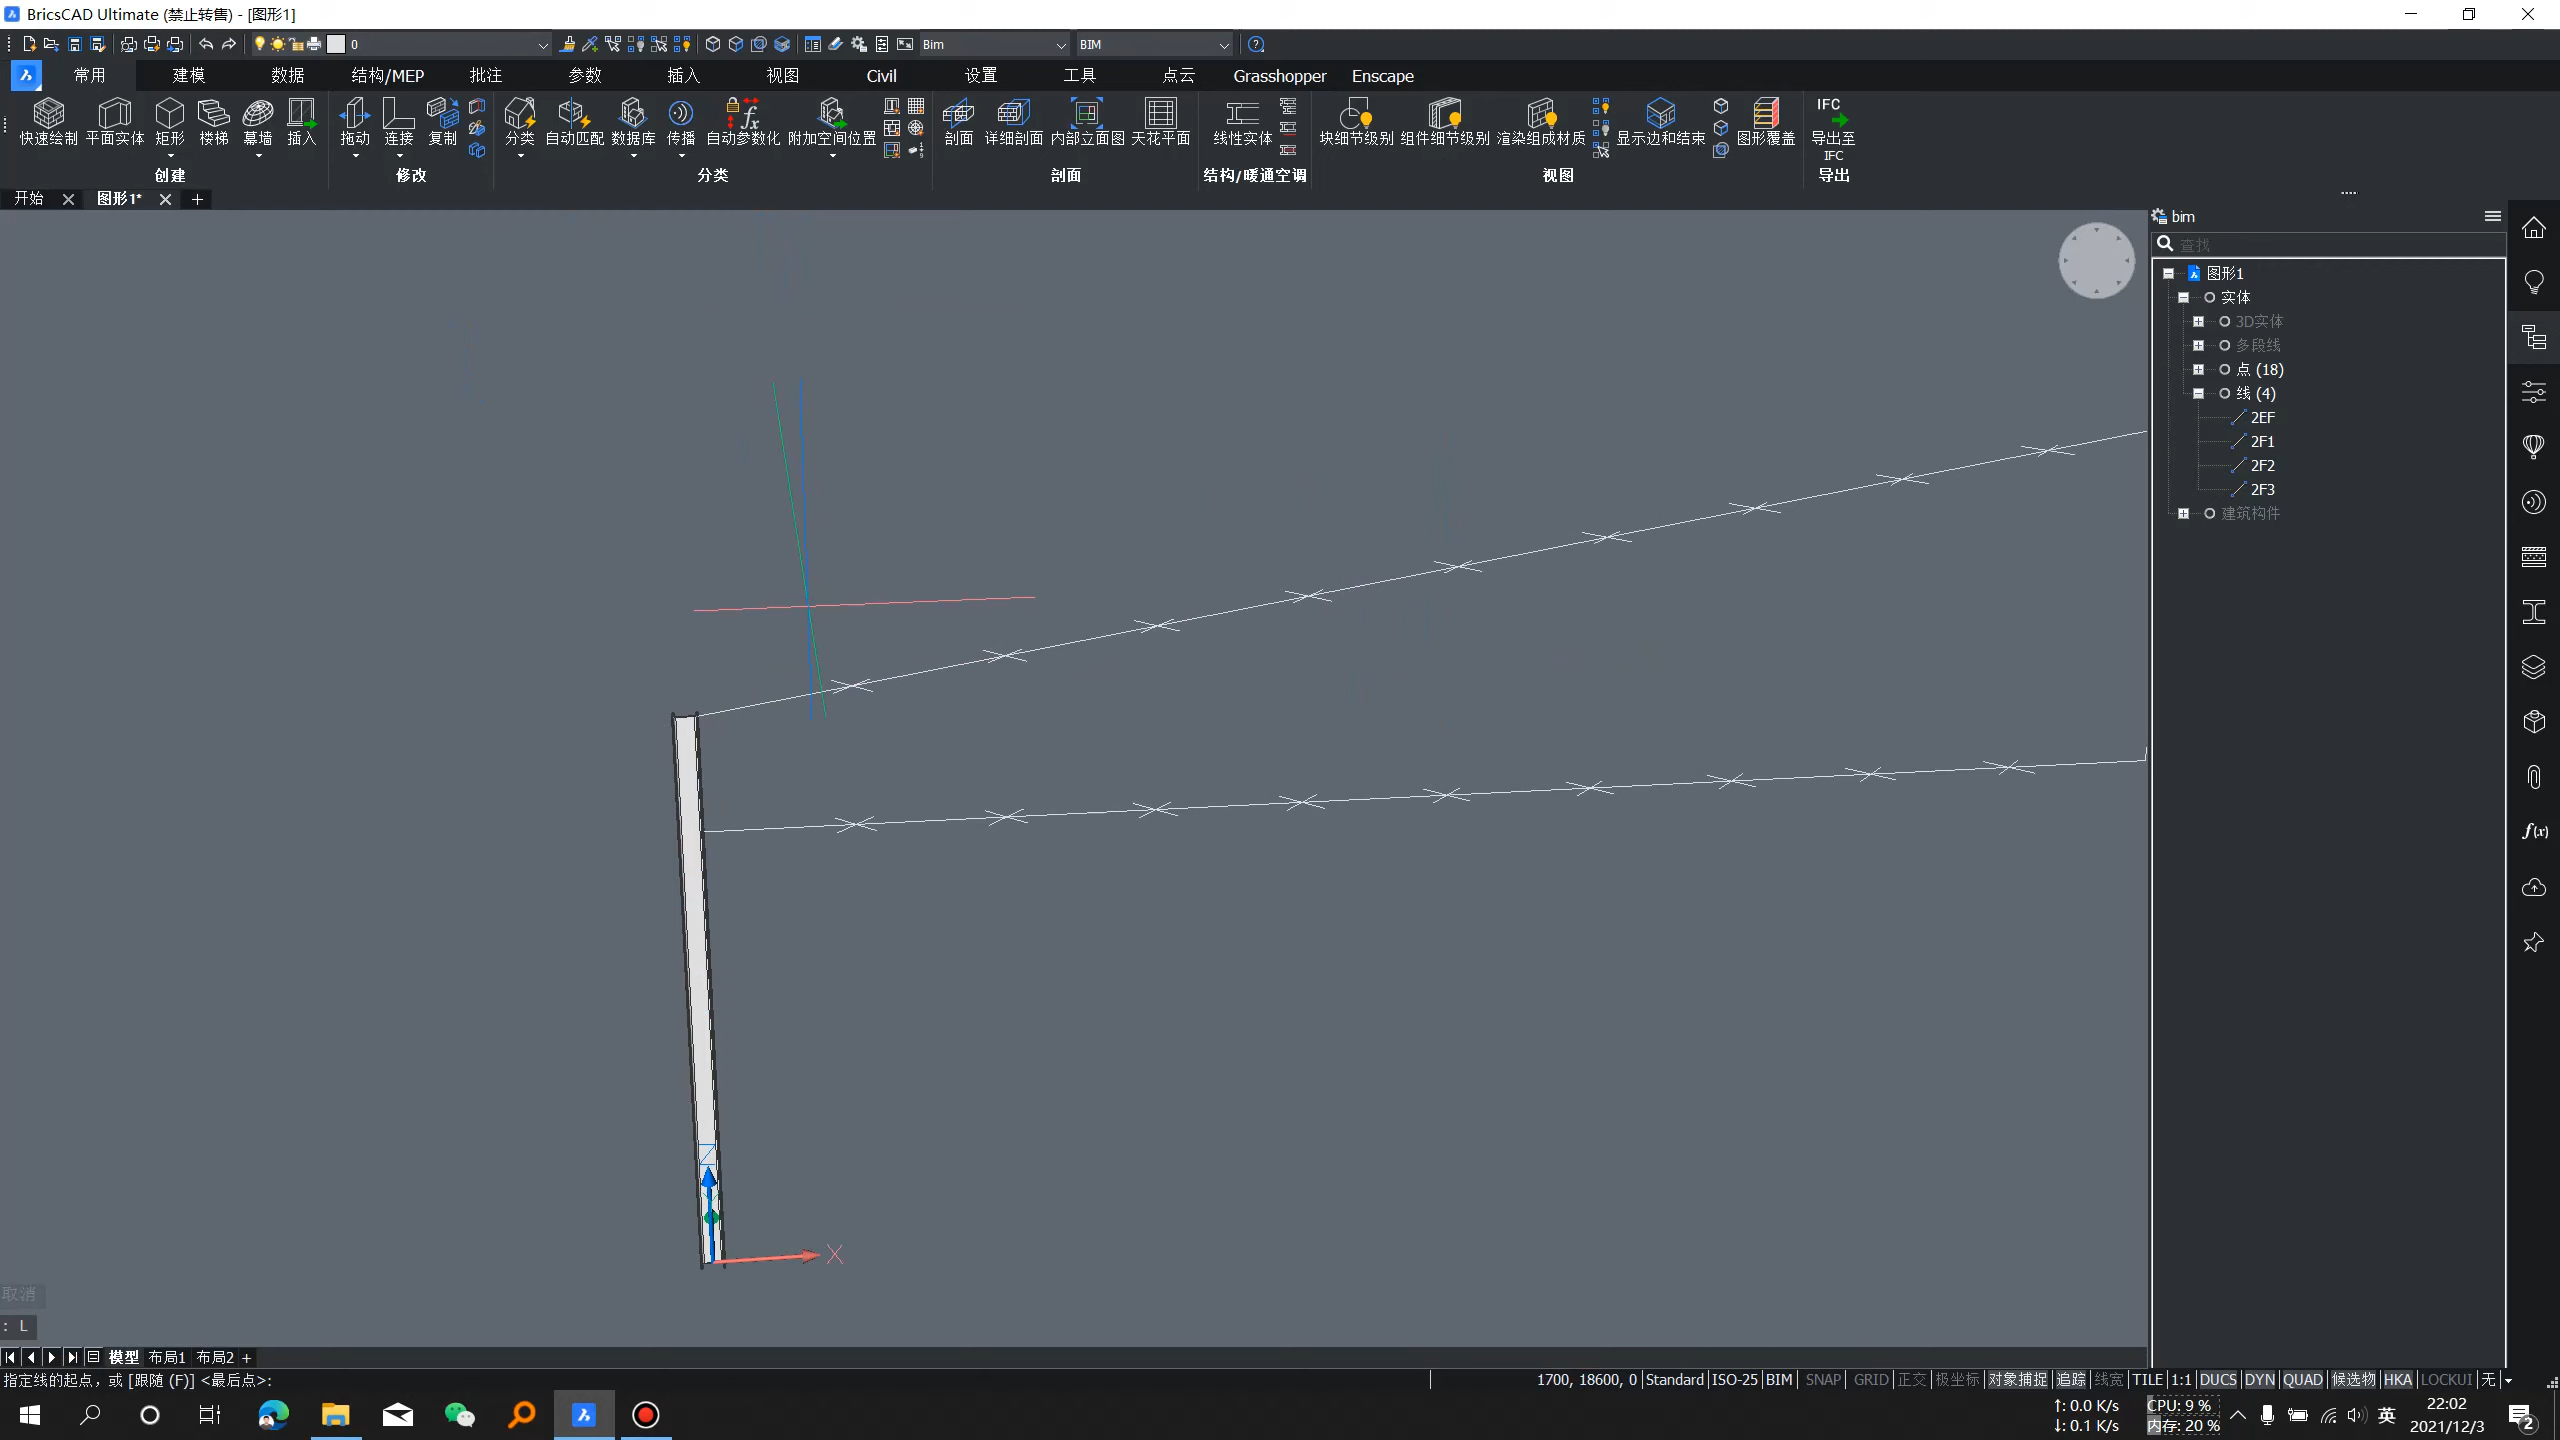 BricsCAD Ultimate (禁止转售) - [图形1]
0
Bim
BIM
常用
建模
数据
结构/MEP
批注
参数
插入
视图
Civil
设置
工具
点云
Grasshopper
Enscape
快速绘制
平面实体
矩形
楼梯
幕墙
插入
拖动
连接
复制
分类
自动匹配
数据库
传播
自动参数化
附加空间位置
剖面
详细剖面
内部立面图
天花平面
线性实体
块细节级别
组件细节级别
渲染组成材质
显示边和结束
图形覆盖
IFC
导出至
IFC
创建
修改
分类
剖面
结构/暖通空调
视图
导出
开始
图形1*
bim
查找
图形1
实体
3D实体
多段线
点 (18)
线 (4)
2EF
2F1
2F2
2F3
建筑构件
f(x)
X
取消
: L
模型
布局1
布局2
指定线的起点，或 [跟随 (F)] <最后点>:
1700, 18600, 0
Standard
ISO-25
BIM
SNAP
GRID
正交
极坐标
对象捕捉
追踪
线宽
TILE
1:1
DUCS
DYN
QUAD
候选物
HKA
LOCKUI
无
↑: 0.0 K/s
↓: 0.1 K/s
CPU: 9 %
内存: 20 %
英
22:02
2021/12/3
2